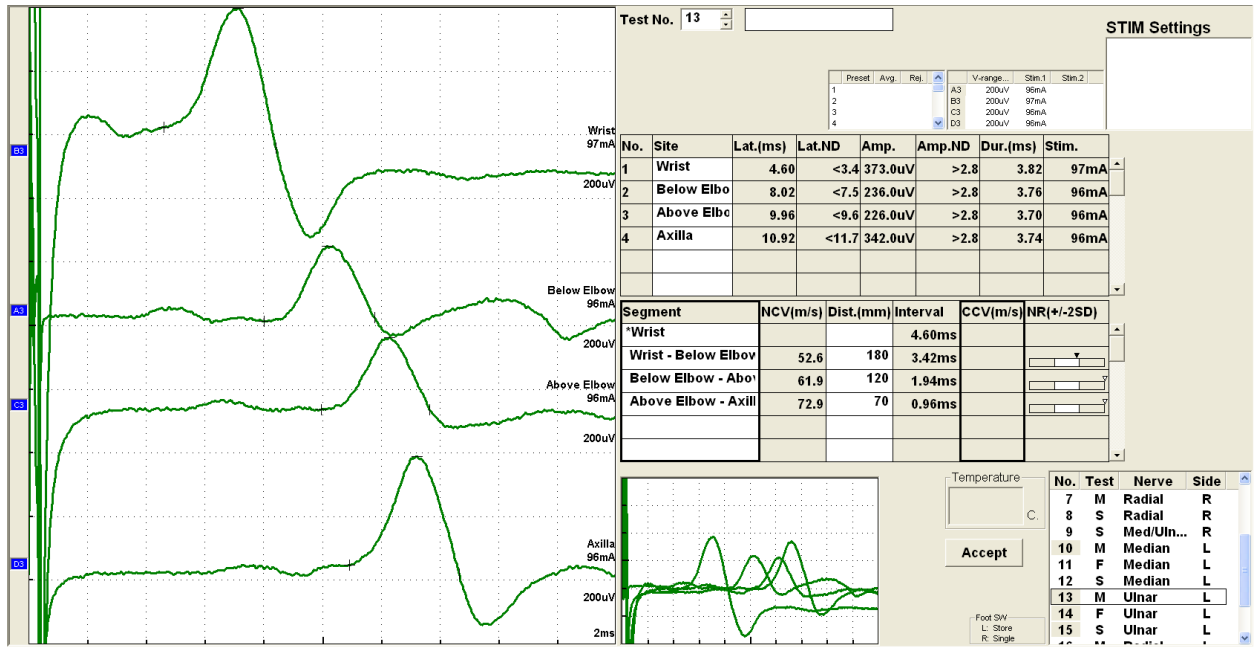 Test No. 13
STIM Settings
Preset Avg. Rej.
1
2
3
4
V-range... Stim.1 Stim.2
A3 200uV 96mA
B3 200uV 97mA
C3 200uV 96mA
D3 200uV 96mA
B3
Wrist
97mA
200uV
A3
Below Elbow
96mA
200uV
C3
Above Elbow
96mA
200uV
D3
Axilla
96mA
200uV
2ms
No. Site Lat.(ms) Lat.ND Amp. Amp.ND Dur.(ms) Stim.
1 Wrist 4.60 <3.4 373.0uV >2.8 3.82 97mA
2 Below Elbo 8.02 <7.5 236.0uV >2.8 3.76 96mA
3 Above Elbo 9.96 <9.6 226.0uV >2.8 3.70 96mA
4 Axilla 10.92 <11.7 342.0uV >2.8 3.74 96mA
Segment NCV(m/s) Dist.(mm) Interval CCV(m/s) NR(+/-2SD)
*Wrist 4.60ms
Wrist - Below Elbow 52.6 180 3.42ms
Below Elbow - Abov 61.9 120 1.94ms
Above Elbow - Axill 72.9 70 0.96ms
Temperature
C.
Accept
Foot SW
L: Store
R: Single
No. Test Nerve Side
7 M Radial R
8 S Radial R
9 S Med/Uln... R
10 M Median L
11 F Median L
12 S Median L
13 M Ulnar L
14 F Ulnar L
15 S Ulnar L